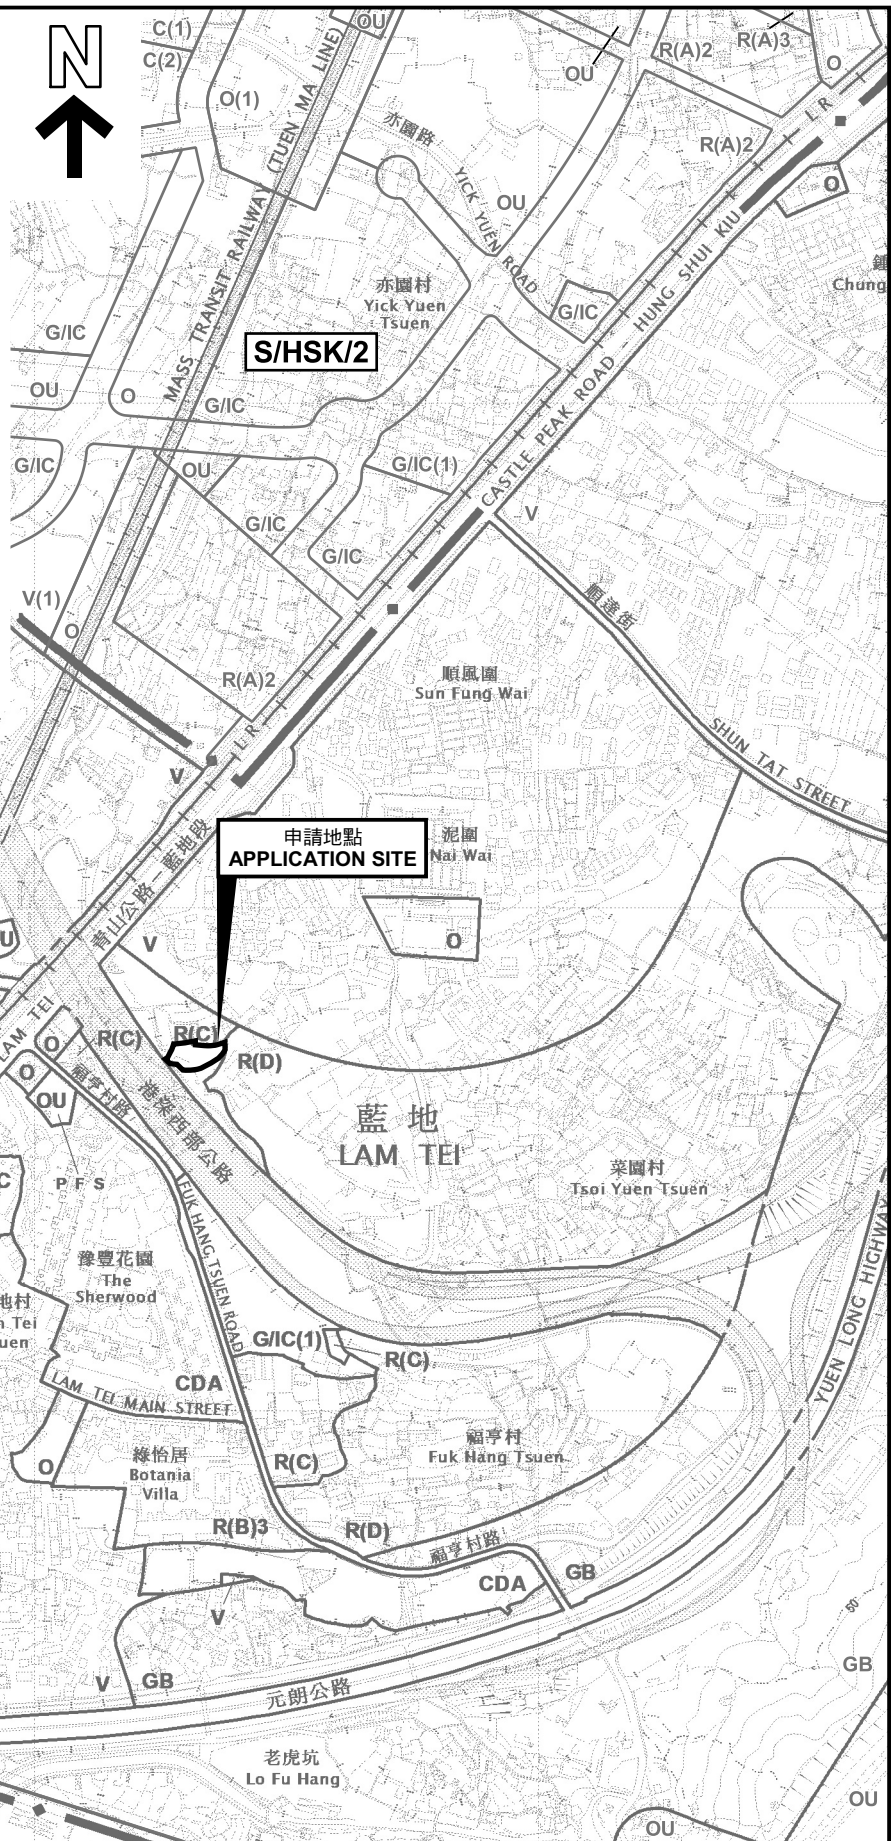 N
C(1)
C(2)
OU
R(A)2
R(A)3
O
OU
O(1)
LR
亦園路
YICK YUEN ROAD
R(A)2
OU
O
MASS TRANSIT RAILWAY (TUEN MA LINE)
亦園村
Yick Yuen
Tsuen
Chung
G/IC
G/IC
S/HSK/2
CASTLE PEAK ROAD - HUNG SHUI KIU
OU
O
G/IC
G/IC
OU
G/IC(1)
V
G/IC
G/IC
V(1)
O
順達街
R(A)2
順風圍
Sun Fung Wai
LR
SHUN TAT STREET
V
申請地點
APPLICATION SITE
泥圍
Nai Wai
青山公路－藍地段
V
O
LAM TEI
R(C)
R(C)
R(D)
O
O
OU
福亨村路
港深西部公路
藍地
LAM TEI
菜園村
Tsoi Yuen Tsuen
PFS
FUK HANG TSUEN ROAD
豫豐花園
The
Sherwood
YUEN LONG HIGHWAY
G/IC(1)
R(C)
CDA
LAM TEI MAIN STREET
福亨村
Fuk Hang Tsuen
綠怡居
Botania
Villa
R(C)
O
R(B)3
R(D)
福亨村路
CDA
GB
V
50
V
GB
GB
元朗公路
老虎坑
Lo Fu Hang
OU
OU